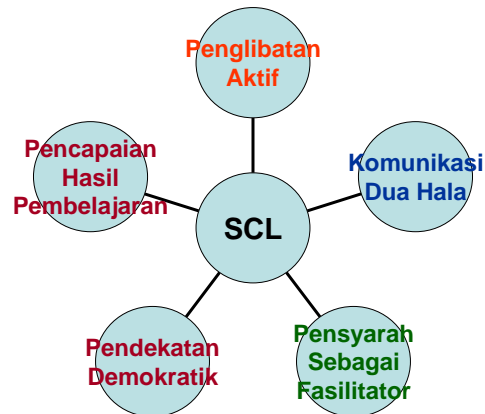 Penglibatan
Aktif
Komunikasi
Dua Hala
Pensyarah
Sebagai
Fasilitator
Pendekatan
Demokratik
Pencapaian
Hasil
Pembelajaran
SCL